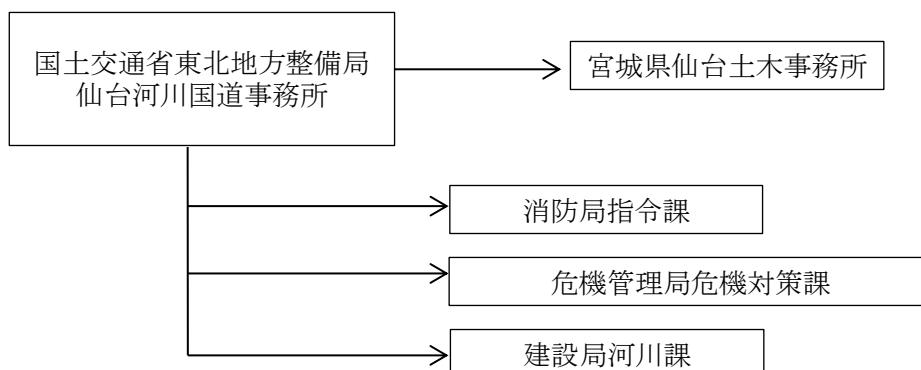 国土交通省東北地方整備局
仙台河川国道事務所
宮城県仙台土木事務所
消防局指令課
危機管理局危機対策課
建設局河川課